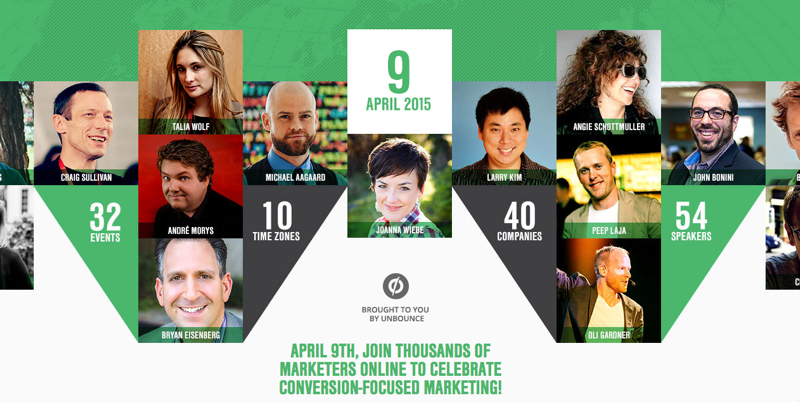 9
APRIL 2015
TALIA WOLF
ANGIE SCHOTTMULLER
S
CRAIG SULLIVAN
MICHAEL AAGAARD
LARRY KIM
JOHN BONINI
32
EVENTS
ANDRÉ MORYS
10
TIME ZONES
JOANNA WIEBE
40
COMPANIES
PEEP LAJA
54
SPEAKERS
BRYAN EISENBERG
OLI GARDNER
BROUGHT TO YOU
BY UNBOUNCE
APRIL 9TH, JOIN THOUSANDS OF
MARKETERS ONLINE TO CELEBRATE
CONVERSION-FOCUSED MARKETING!